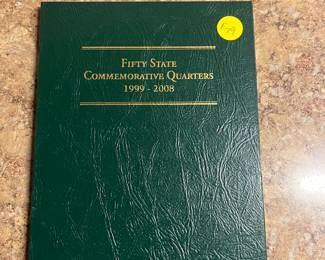 Fifty State
Commemorative Quarters
1999 - 2008